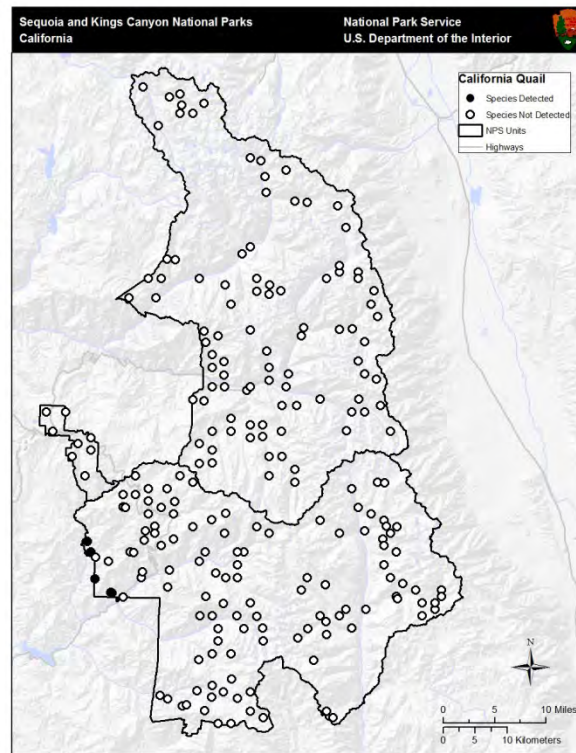 Sequoia and Kings Canyon National Parks
California
National Park Service
U.S. Department of the Interior
California Quail
Species Detected
Species Not Detected
NPS Units
Highways
N
0 5 10 Miles
0 5 10 Kilometers